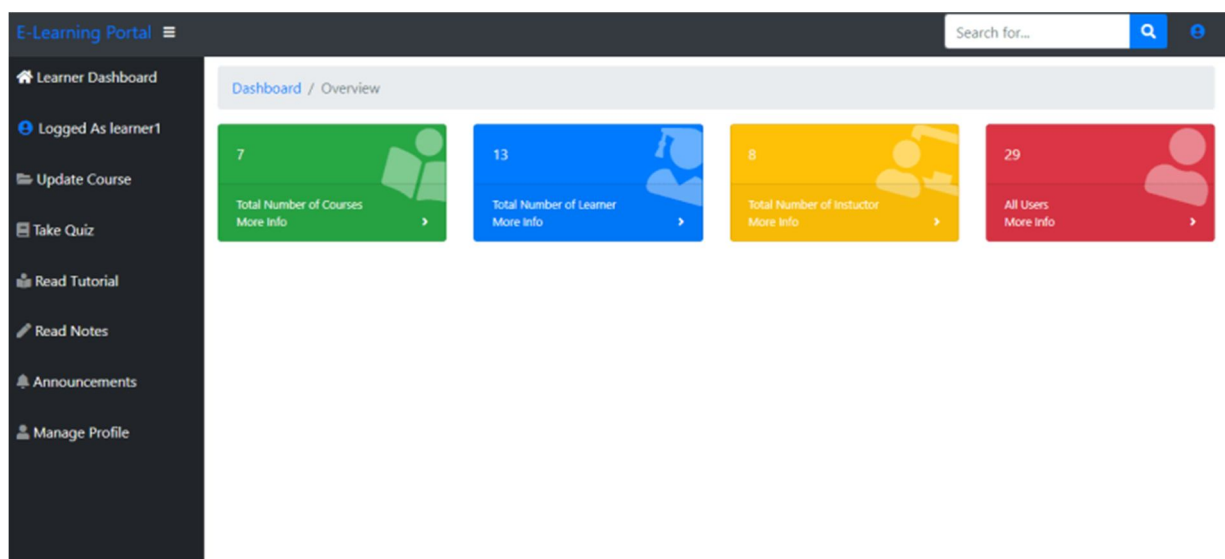 E-Learning Portal
Search for...
Learner Dashboard
Logged As learner1
Update Course
Take Quiz
Read Tutorial
Read Notes
Announcements
Manage Profile
Dashboard / Overview
7
Total Number of Courses
More Info
13
Total Number of Learner
More Info
8
Total Number of Instuctor
More Info
29
All Users
More Info